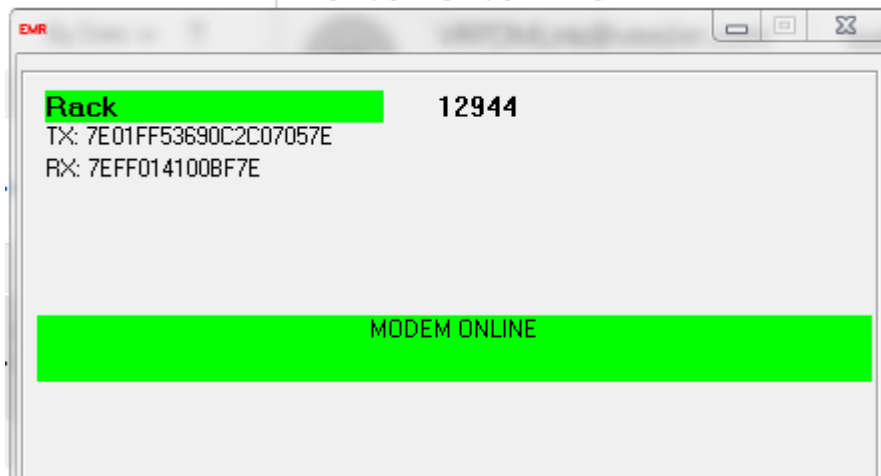 EMR
Rack 12944
TX: 7E01FF53690C2C07057E
RX: 7EFF014100BF7E
MODEM ONLINE